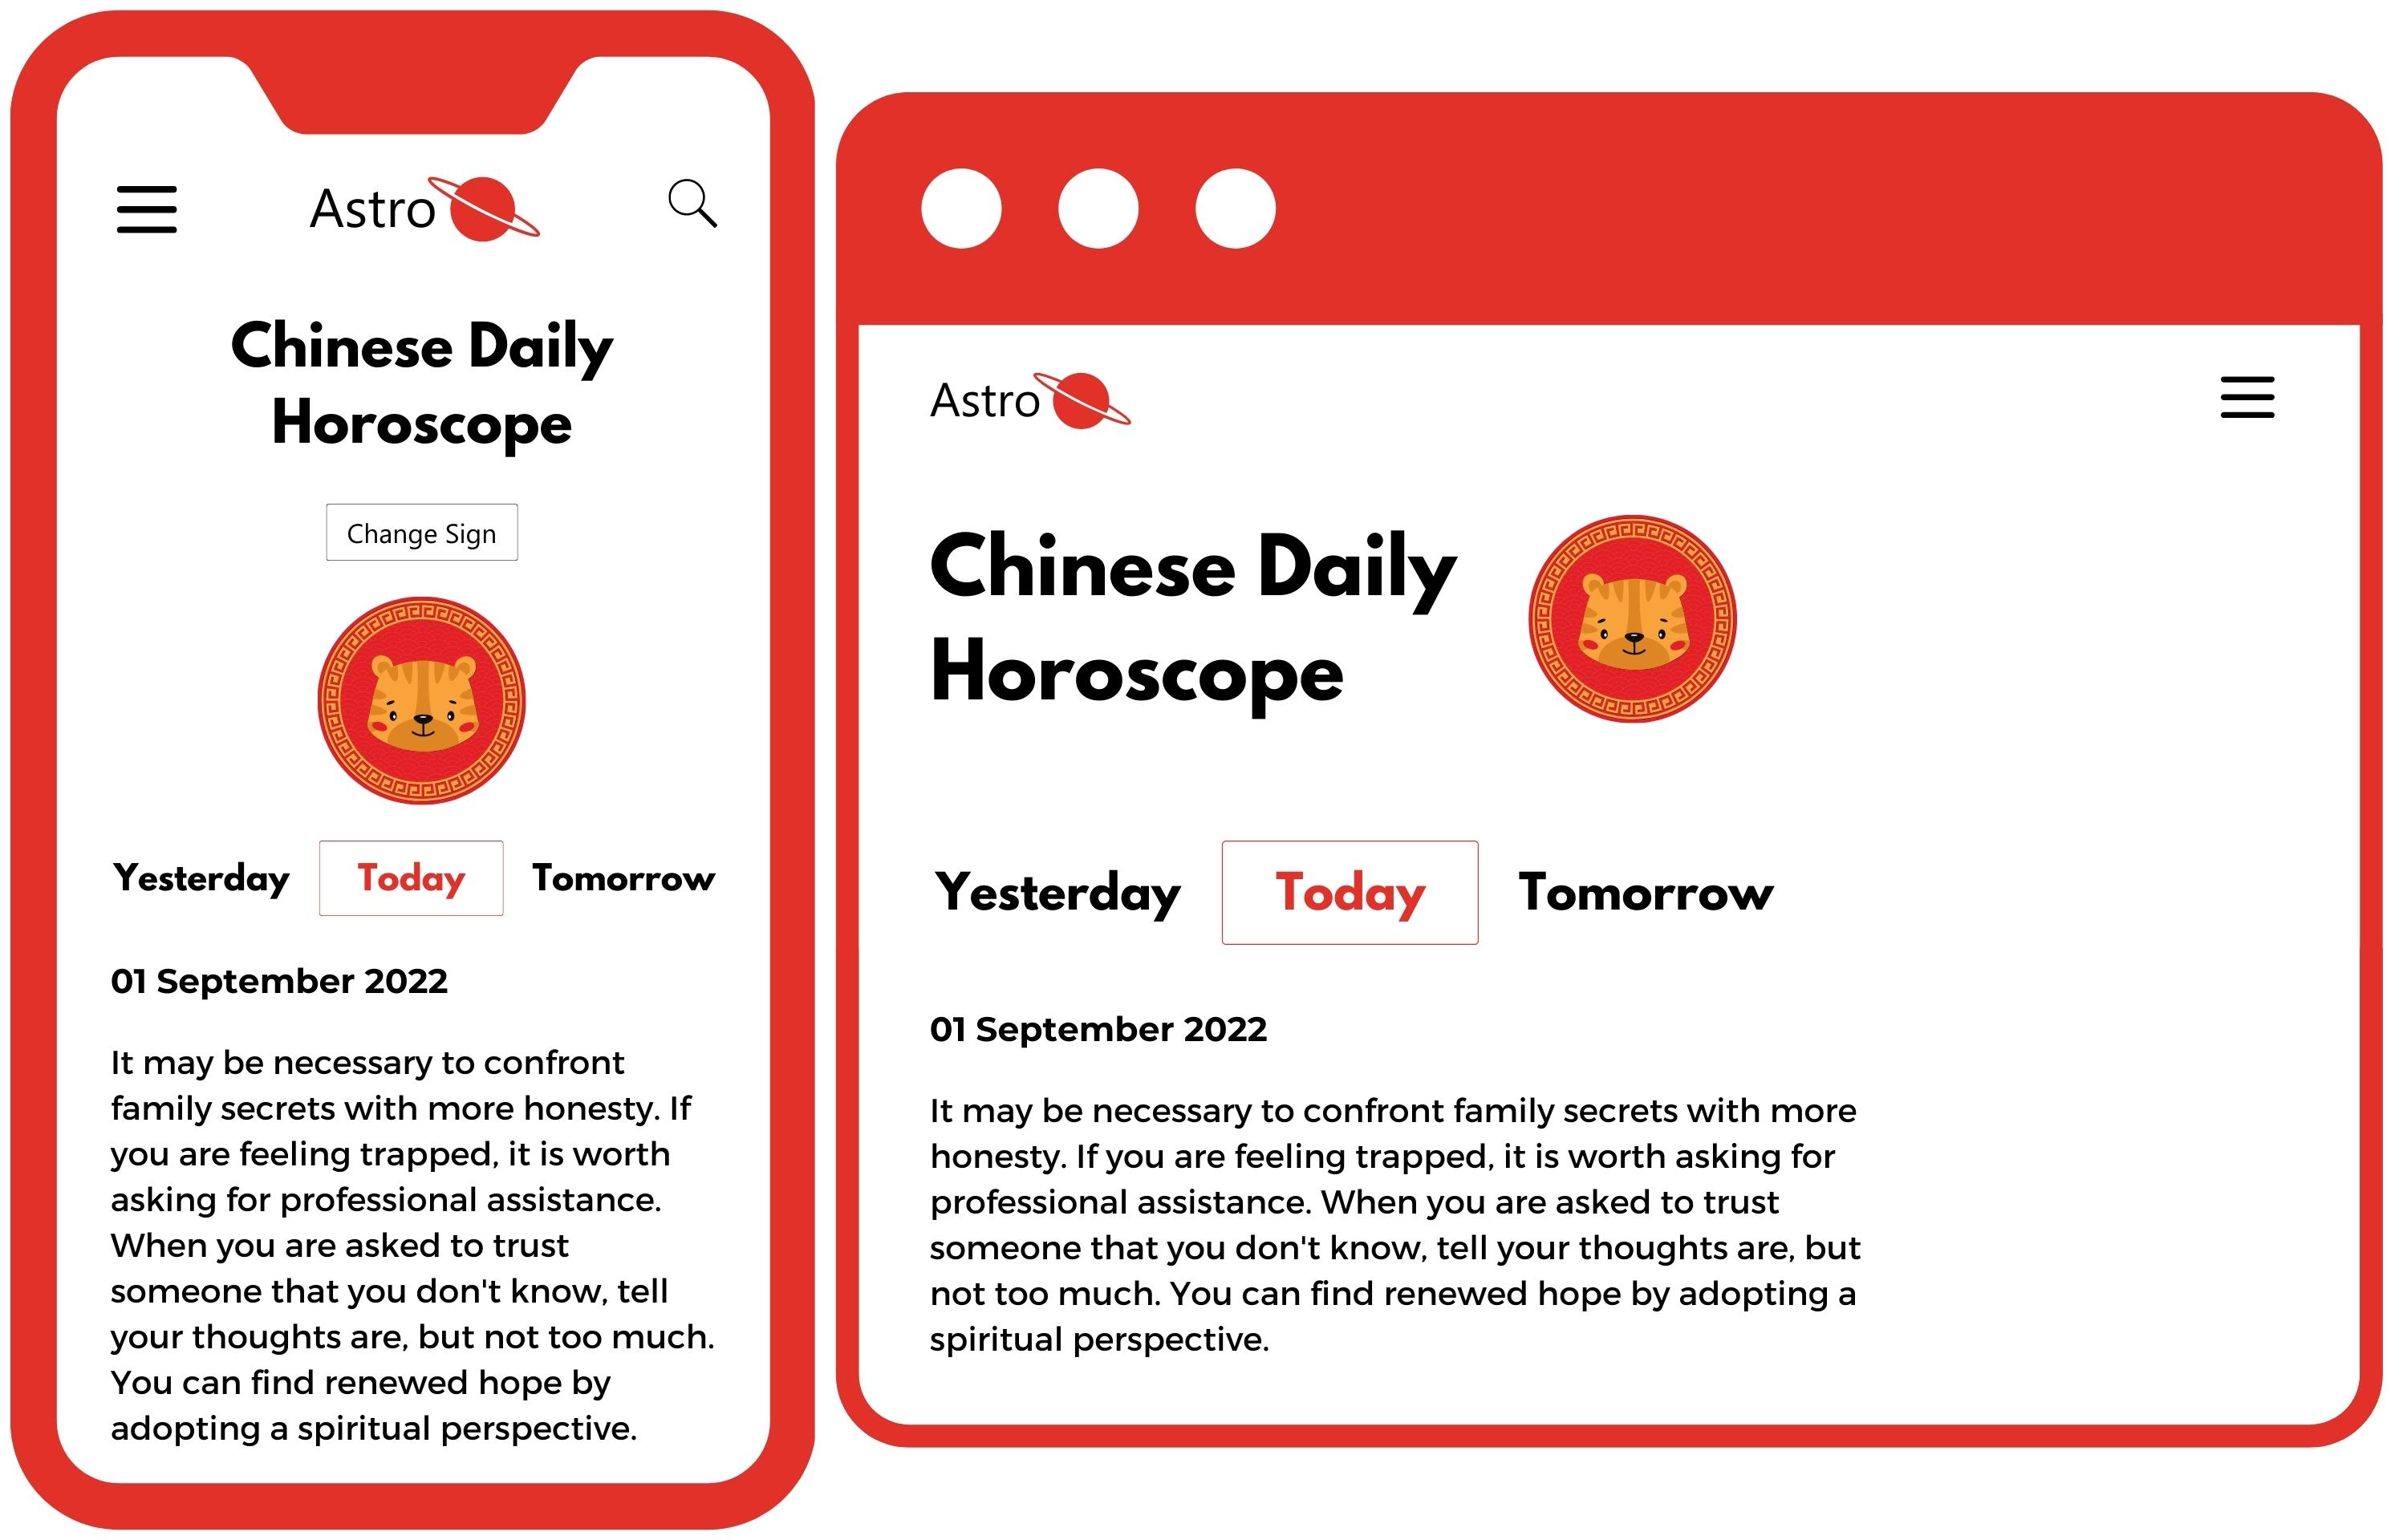 Astro
Chinese Daily
Horoscope
Change Sign
Yesterday Today Tomorrow
01 September 2022
It may be necessary to confront
family secrets with more honesty. If
you are feeling trapped, it is worth
asking for professional assistance.
When you are asked to trust
someone that you don't know, tell
your thoughts are, but not too much.
You can find renewed hope by
adopting a spiritual perspective.
Astro
Chinese Daily
Horoscope
Yesterday Today Tomorrow
01 September 2022
It may be necessary to confront family secrets with more
honesty. If you are feeling trapped, it is worth asking for
professional assistance. When you are asked to trust
someone that you don't know, tell your thoughts are, but
not too much. You can find renewed hope by adopting a
spiritual perspective.